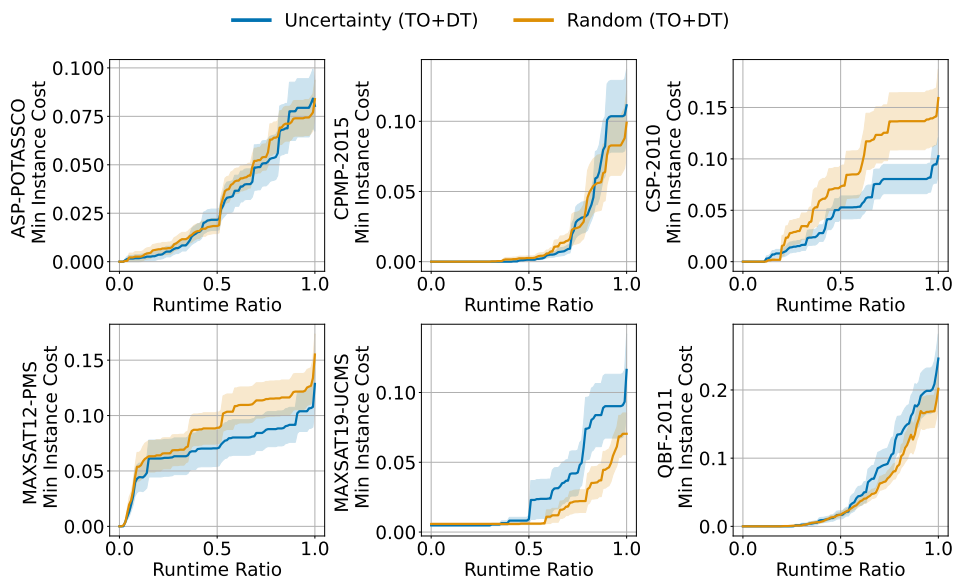 Uncertainty (TO+DT) Random (TO+DT)
ASP-POTASSCO
Min Instance Cost
0.100
0.075
0.050
0.025
0.000
0.0 0.5 1.0
Runtime Ratio
CPMP-2015
Min Instance Cost
0.10
0.05
0.00
0.0 0.5 1.0
Runtime Ratio
CSP-2010
Min Instance Cost
0.15
0.10
0.05
0.00
0.0 0.5 1.0
Runtime Ratio
MAXSAT12-PMS
Min Instance Cost
0.15
0.10
0.05
0.00
0.0 0.5 1.0
Runtime Ratio
MAXSAT19-UCMS
Min Instance Cost
0.10
0.05
0.00
0.0 0.5 1.0
Runtime Ratio
QBF-2011
Min Instance Cost
0.2
0.1
0.0
0.0 0.5 1.0
Runtime Ratio